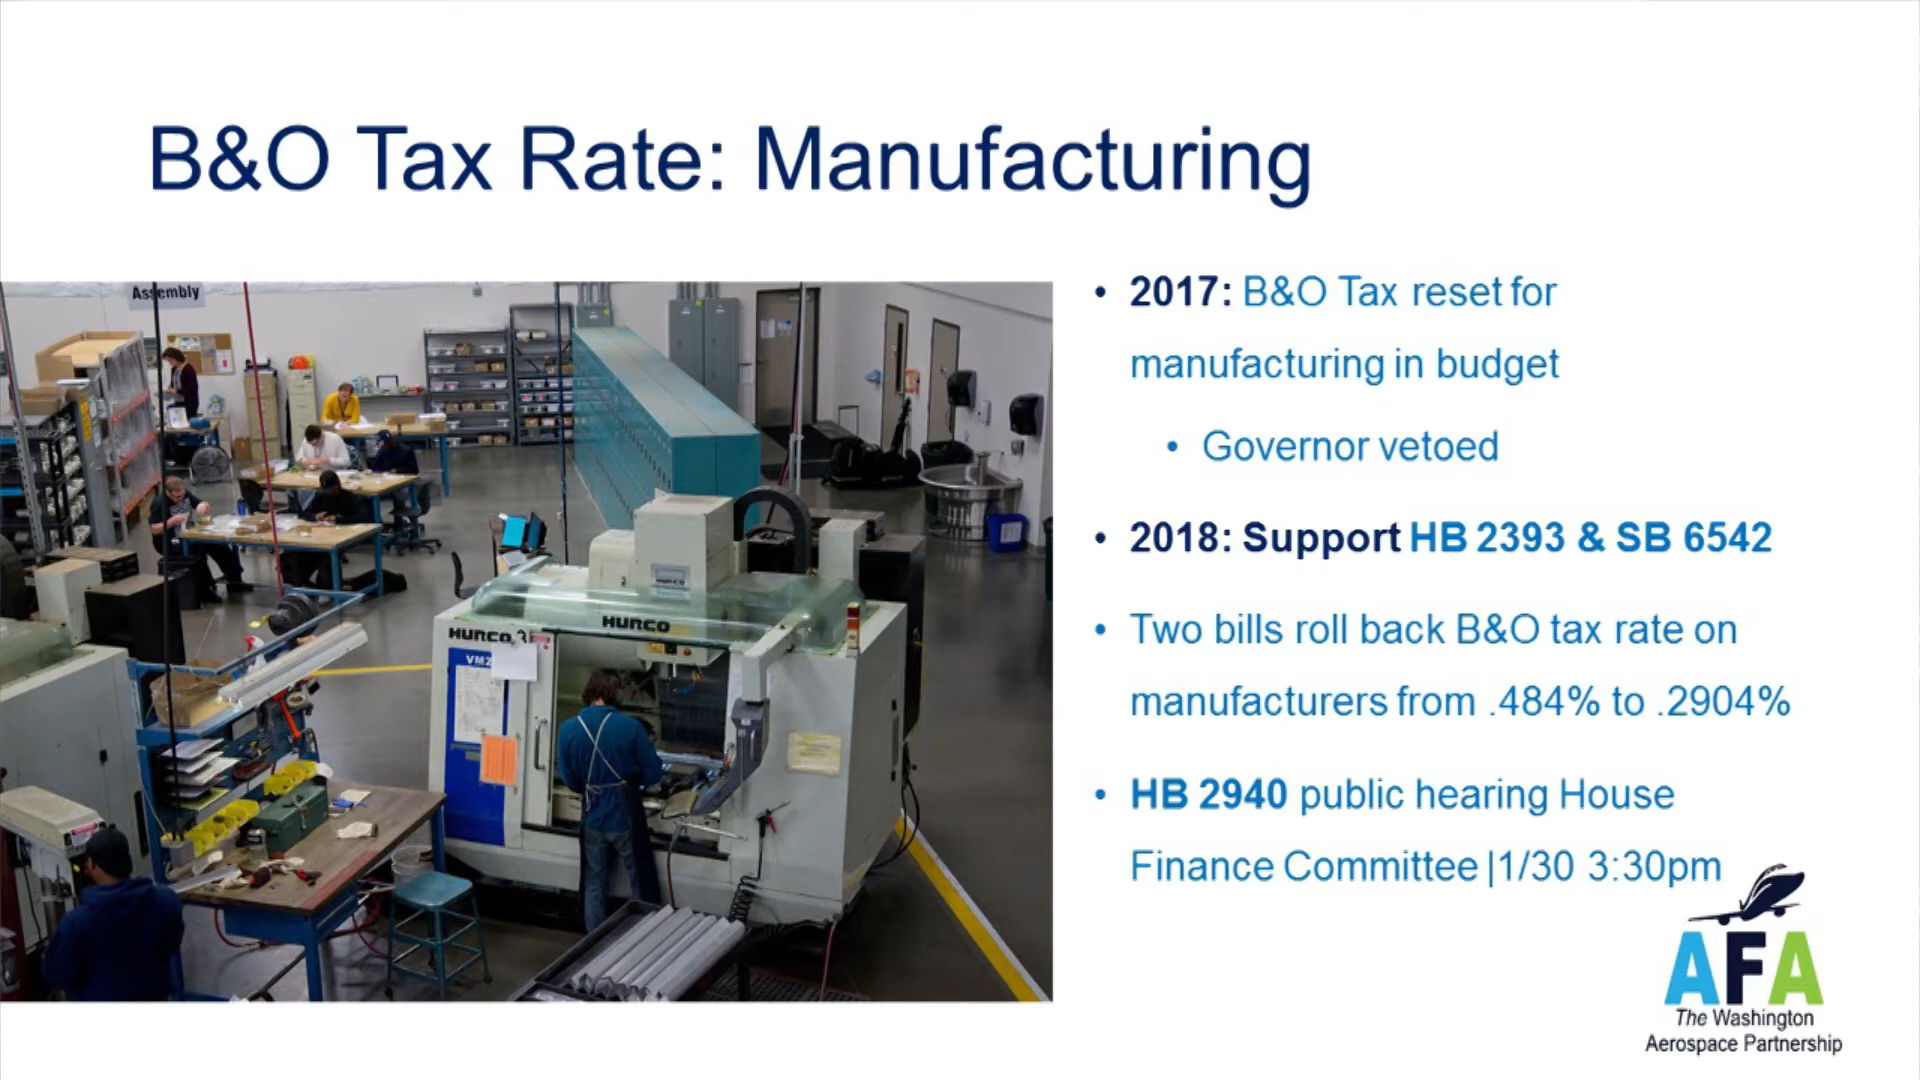 B&O Tax Rate: Manufacturing
Assembly
HURCO
HURCO
HURCO 3
VM2
• 2017: B&O Tax reset for
manufacturing in budget
• Governor vetoed
• 2018: Support HB 2393 & SB 6542
• Two bills roll back B&O tax rate on
manufacturers from .484% to .2904%
• HB 2940 public hearing House
Finance Committee |1/30 3:30pm
AFA
The Washington
Aerospace Partnership